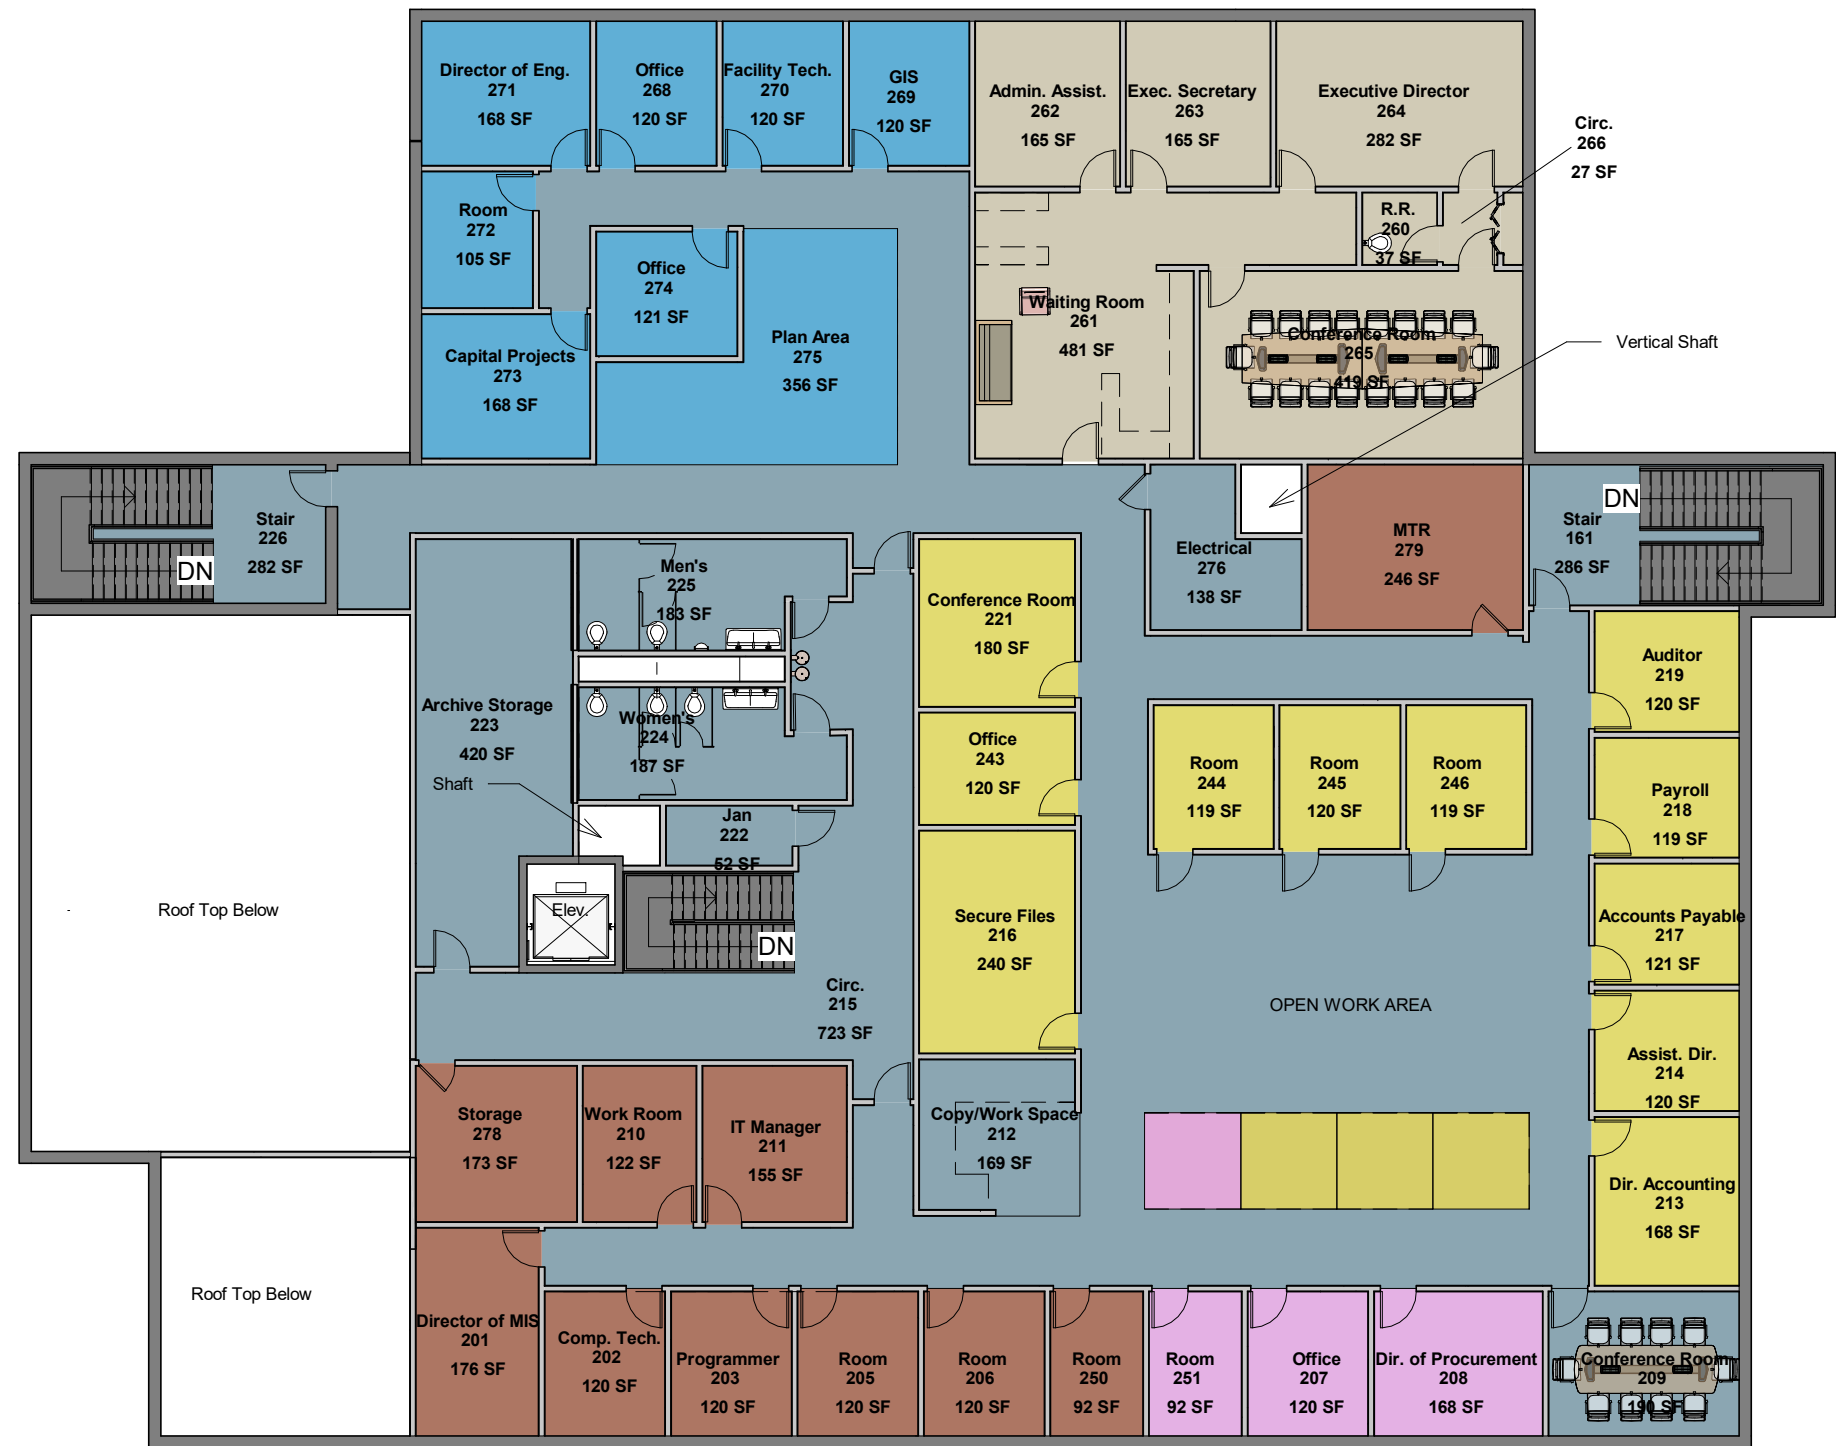 Director of Eng.
271
168 SF
Office
268
120 SF
Facility Tech.
270
120 SF
GIS
269
120 SF
Admin. Assist.
262
165 SF
Exec. Secretary
263
165 SF
Executive Director
264
282 SF
Circ.
266
27 SF
Room
272
105 SF
R.R.
260
37 SF
Office
274
121 SF
Plan Area
275
356 SF
Waiting Room
261
481 SF
Conference Room
265
419 SF
Vertical Shaft
Capital Projects
273
168 SF
Stair
226
282 SF
DN
Electrical
276
138 SF
MTR
279
246 SF
Stair
161
286 SF
DN
Men's
225
183 SF
Conference Room
221
180 SF
Auditor
219
120 SF
Archive Storage
223
420 SF
Women's
224
187 SF
Office
243
120 SF
Room
244
119 SF
Room
245
120 SF
Room
246
119 SF
Payroll
218
119 SF
Shaft
Jan
222
52 SF
Roof Top Below
Elev.
DN
Secure Files
216
240 SF
Accounts Payable
217
121 SF
Circ.
215
723 SF
OPEN WORK AREA
Assist. Dir.
214
120 SF
Storage
278
173 SF
Work Room
210
122 SF
IT Manager
211
155 SF
Copy/Work Space
212
169 SF
Dir. Accounting
213
168 SF
Roof Top Below
Director of MIS
201
176 SF
Comp. Tech.
202
120 SF
Programmer
203
120 SF
Room
205
120 SF
Room
206
120 SF
Room
250
92 SF
Room
251
92 SF
Office
207
120 SF
Dir. of Procurement
208
168 SF
Conference Room
209
190 SF